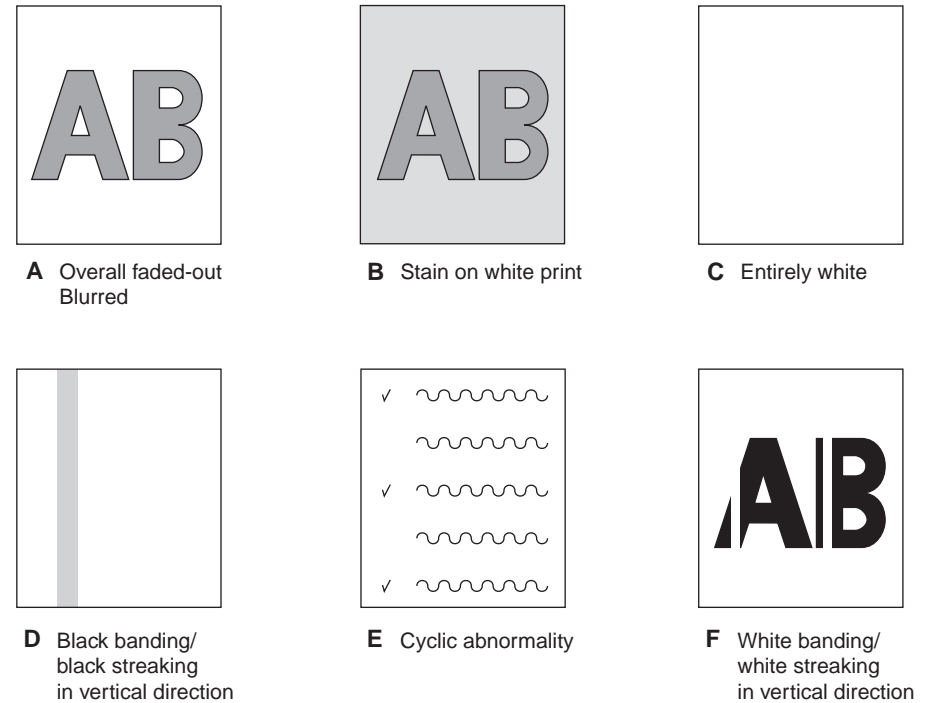 AB
AB
A Overall faded-out
Blurred
B Stain on white print
C Entirely white
AB
D Black banding/
black streaking
in vertical direction
E Cyclic abnormality
F White banding/
white streaking
in vertical direction